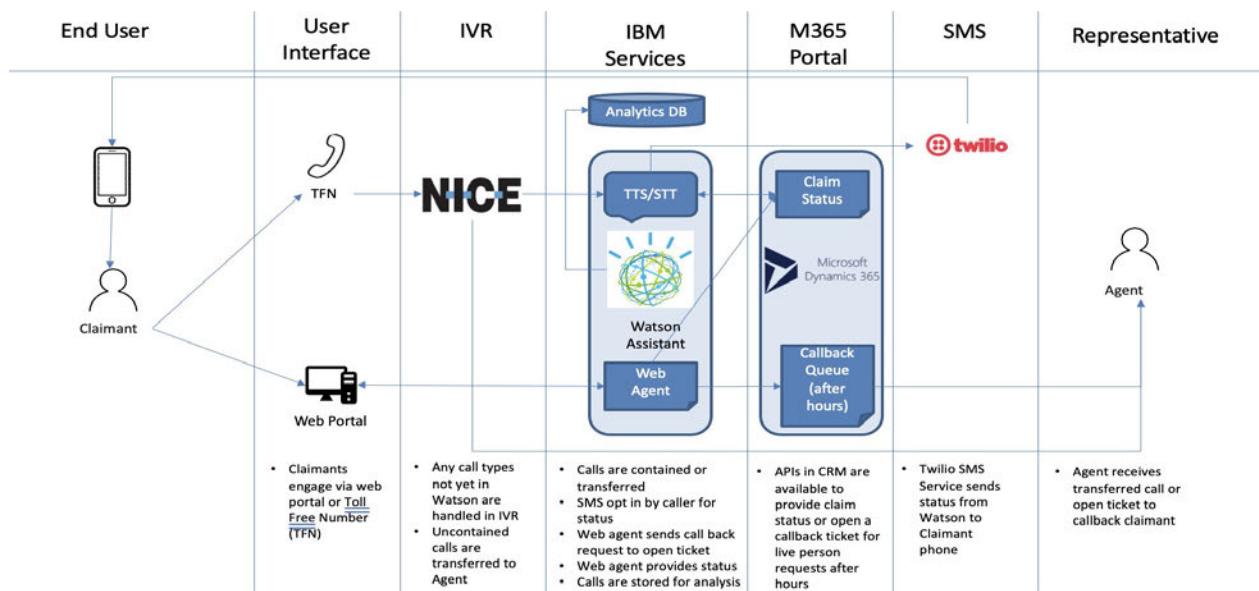 End User
User
Interface
IVR
IBM
Services
M365
Portal
SMS
Representative
Analytics DB
TFN
NICE
TTS/STT
Claim
Status
twilio
Microsoft
Dynamics 365
Claimant
Watson
Assistant
Agent
Web
Agent
Callback
Queue
(after
hours)
Web Portal
• Claimants
engage via web
portal or Toll
Free Number
(TFN)
• Any call types
not yet in
Watson are
handled in IVR
• Uncontained
calls are
transferred to
Agent
• Calls are contained or
transferred
• SMS opt in by caller for
status
• Web agent sends call back
request to open ticket
• Web agent provides status
• Calls are stored for analysis
• APIs in CRM are
available to
provide claim
status or open a
callback ticket for
live person
requests after
hours
• Twilio SMS
Service sends
status from
Watson to
Claimant
phone
• Agent receives
transferred call or
open ticket to
callback claimant